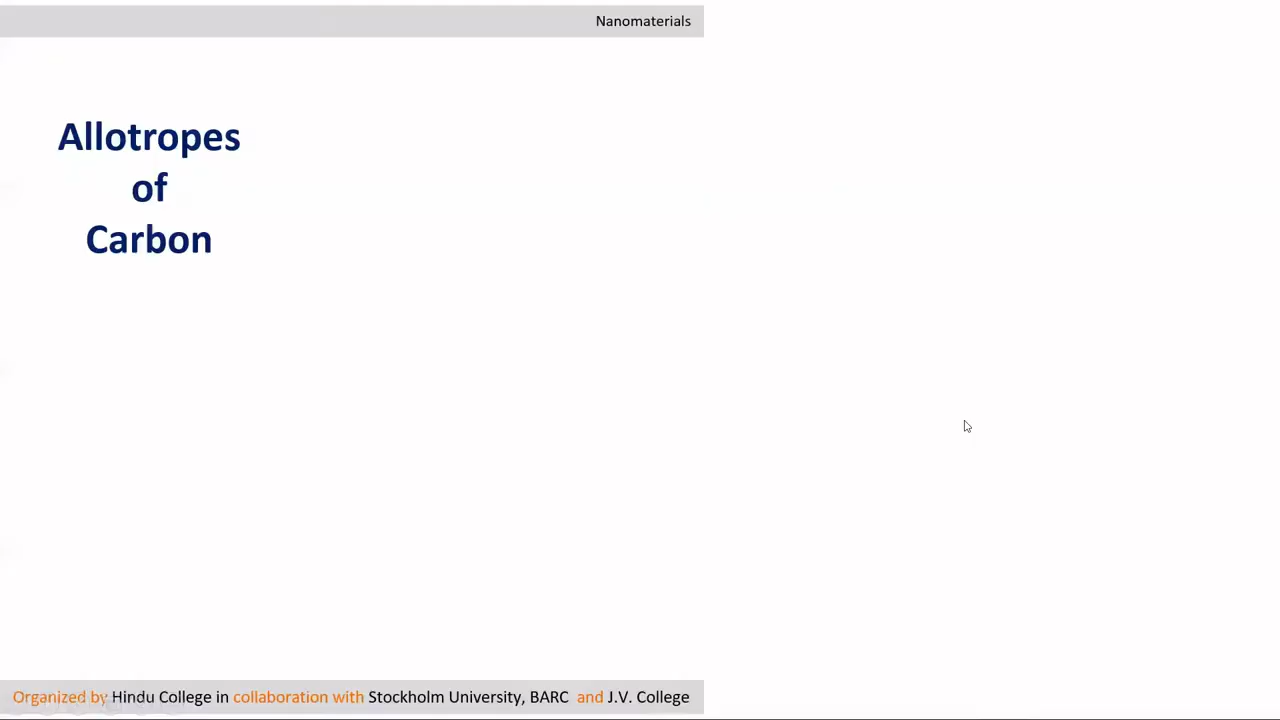 Nanomaterials
Allotropes
of
Carbon
Organized by Hindu College in collaboration with Stockholm University, BARC and J.V. College